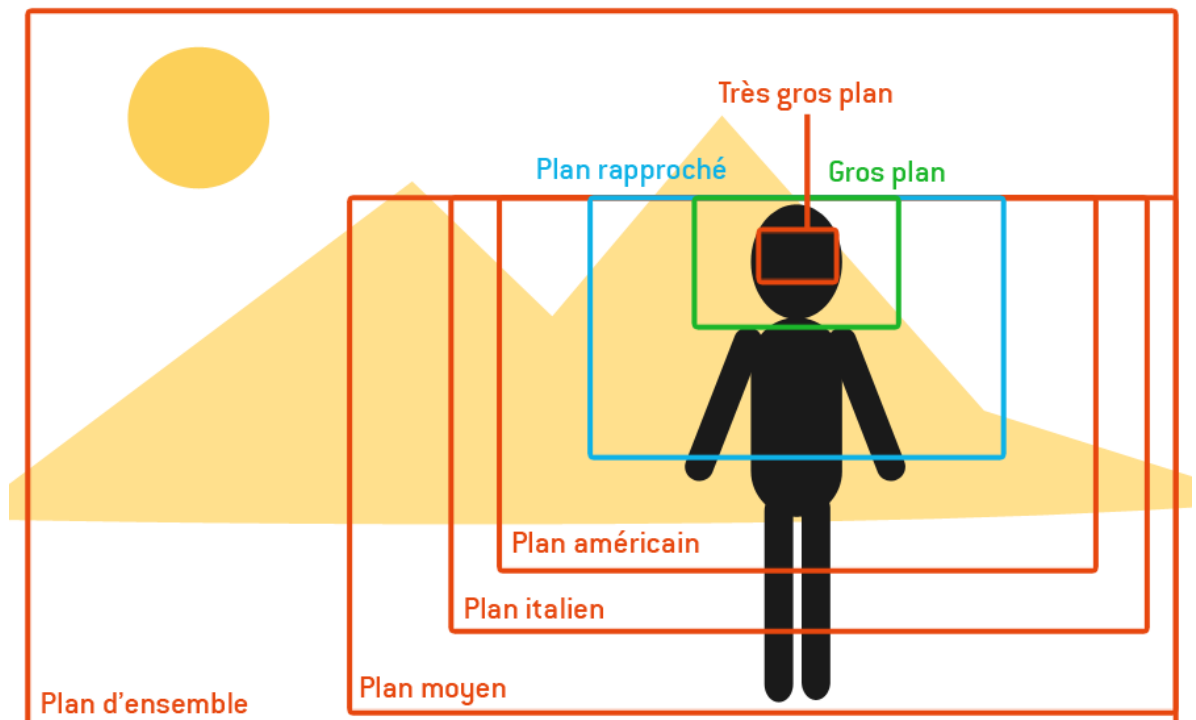 Très gros plan
Plan rapproché
Gros plan
Plan américain
Plan italien
Plan moyen
Plan d'ensemble